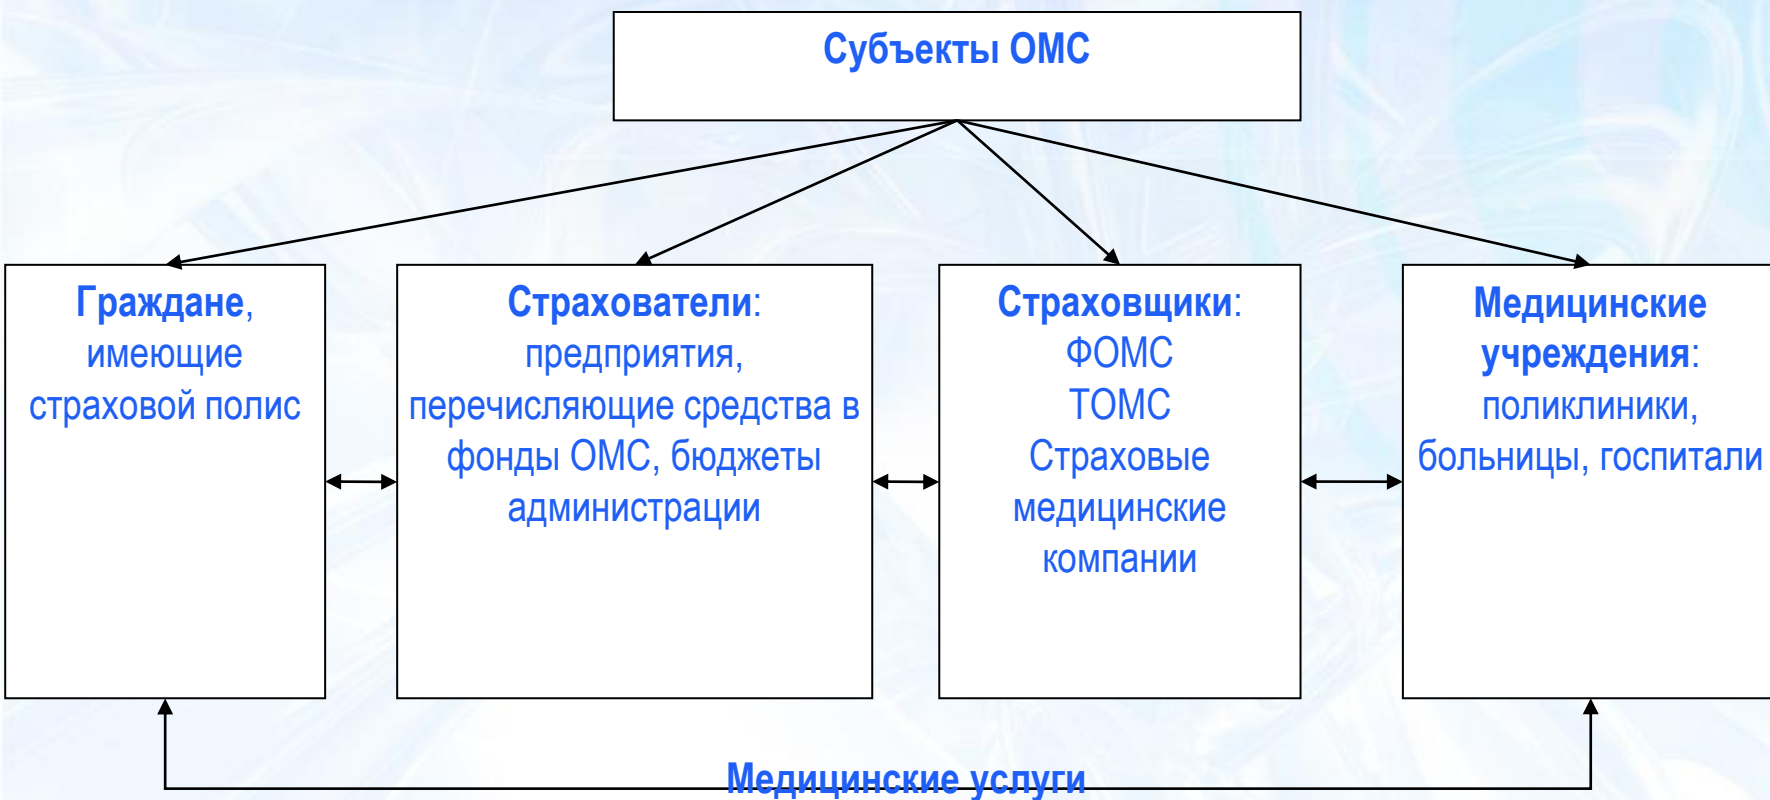 Субъекты ОМС
Граждане,
имеющие
страховой полис
Страхователи:
предприятия,
перечисляющие средства в
фонды ОМС, бюджеты
администрации
Страховщики:
ФОМС
ТОМС
Страховые
медицинские
компании
Медицинские
учреждения:
поликлиники,
больницы, госпитали
Медицинские услуги